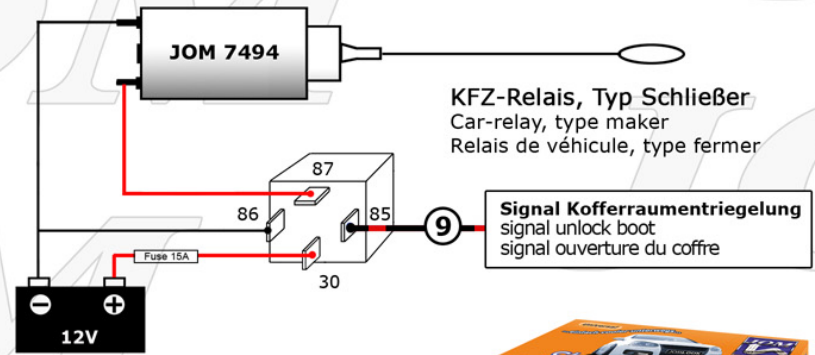 JOM 7494
KFZ-Relais, Typ Schließer
Car-relay, type maker
Relais de véhicule, type fermer
87
86
85
9
Signal Kofferraumentriegelung
signal unlock boot
signal ouverture du coffre
Fuse 15A
30
12V
JOM